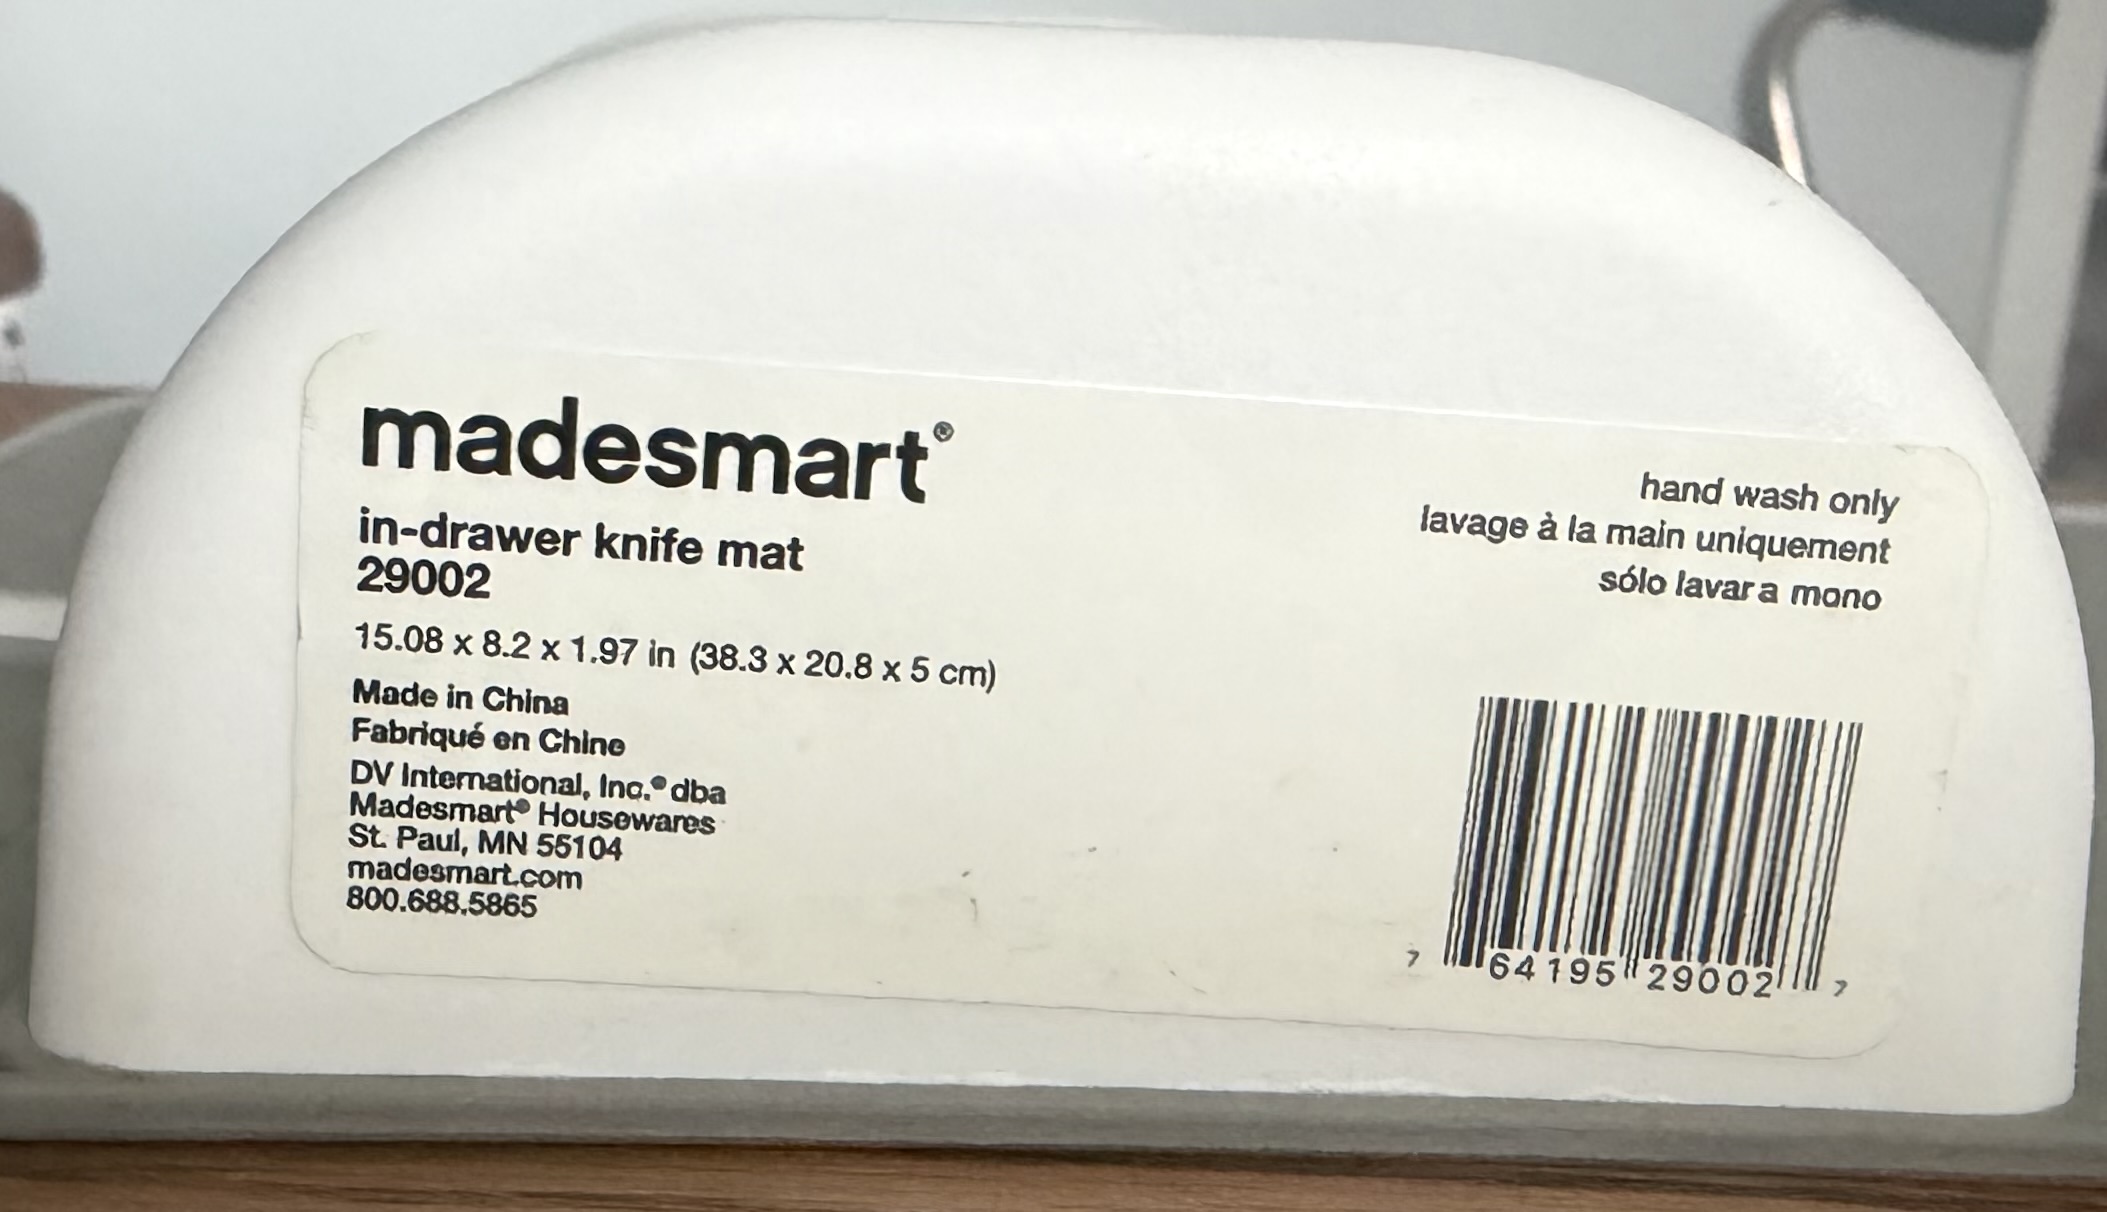 madesmart®
in-drawer knife mat
29002
15.08 x 8.2 x 1.97 in (38.3 x 20.8 x 5 cm)
Made in China
Fabriqué en Chine
DV International, Inc.® dba
Madesmart® Housewares
St. Paul, MN 55104
madesmart.com
800.688.5865
hand wash only
lavage à la main uniquement
sólo lavar a mono
7 64195 29002 7